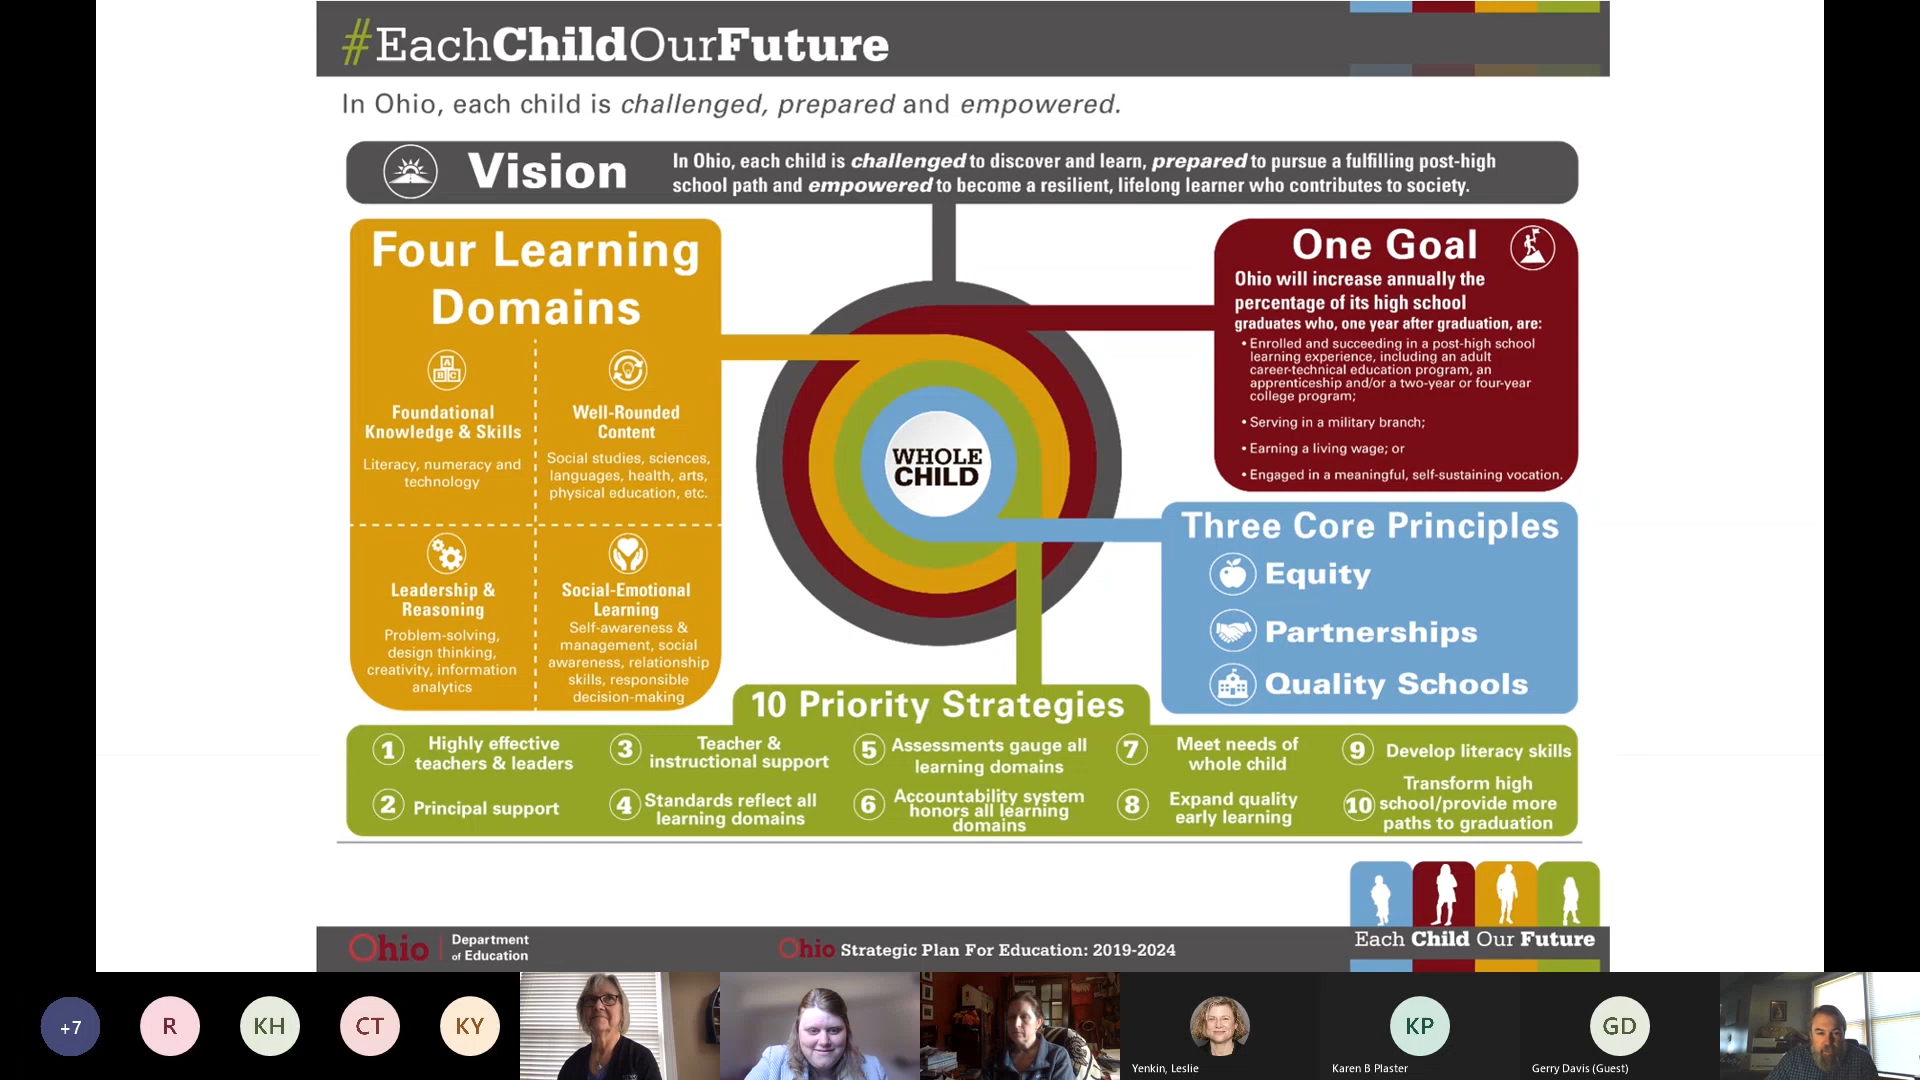 #EachChildOurFuture
In Ohio, each child is challenged, prepared and empowered.
Vision
In Ohio, each child is challenged to discover and learn, prepared to pursue a fulfilling post-high
school path and empowered to become a resilient, lifelong learner who contributes to society.
Four Learning
Domains
A
B C
Foundational
Knowledge & Skills
Literacy, numeracy and
technology
Well-Rounded
Content
Social studies, sciences,
languages, health, arts,
physical education, etc.
Leadership &
Reasoning
Problem-solving,
design thinking,
creativity, information
analytics
Social-Emotional
Learning
Self-awareness &
management, social
awareness, relationship
skills, responsible
decision-making
WHOLE
CHILD
One Goal
Ohio will increase annually the
percentage of its high school
graduates who, one year after graduation, are:
• Enrolled and succeeding in a post-high school
learning experience, including an adult
career-technical education program, an
apprenticeship and/or a two-year or four-year
college program;
• Serving in a military branch;
• Earning a living wage; or
• Engaged in a meaningful, self-sustaining vocation.
Three Core Principles
Equity
Partnerships
Quality Schools
10 Priority Strategies
1 Highly effective
teachers & leaders
2 Principal support
3 Teacher &
instructional support
4 Standards reflect all
learning domains
5 Assessments gauge all
learning domains
6 Accountability system
honors all learning
domains
7 Meet needs of
whole child
8 Expand quality
early learning
9 Develop literacy skills
10 Transform high
school/provide more
paths to graduation
Each Child Our Future
Ohio | Department
of Education
Ohio Strategic Plan For Education: 2019-2024
+7
R
KH
CT
KY
Yenkin, Leslie
KP
Karen B Plaster
GD
Gerry Davis (Guest)